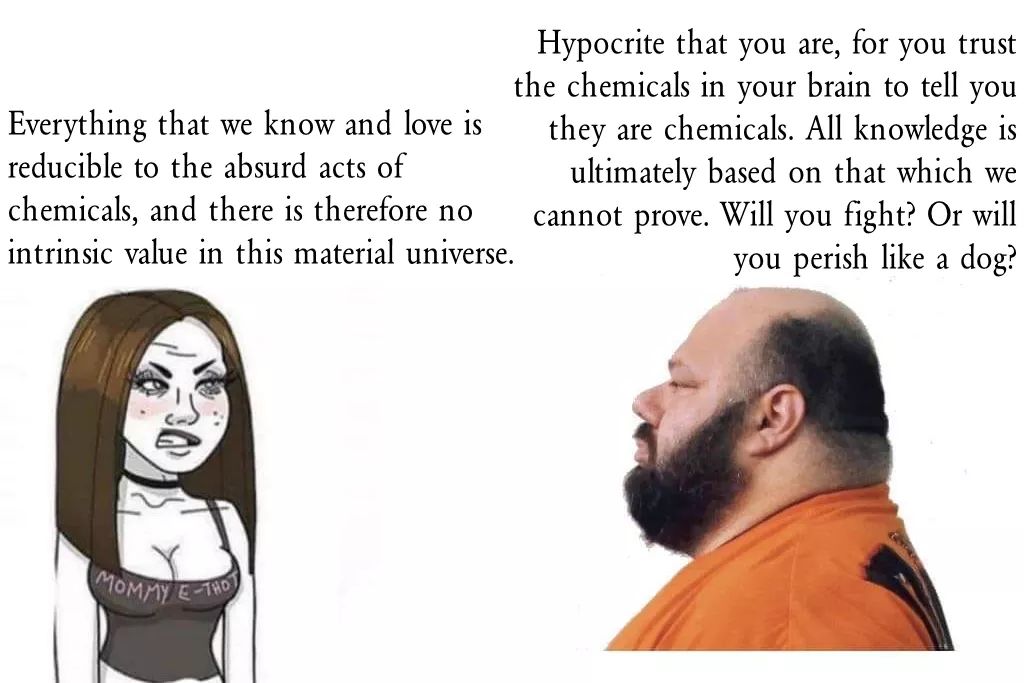 Everything that we know and love is
reducible to the absurd acts of
chemicals, and there is therefore no
intrinsic value in this material universe.
Hypocrite that you are, for you trust
the chemicals in your brain to tell you
they are chemicals. All knowledge is
ultimately based on that which we
cannot prove. Will you fight? Or will
you perish like a dog?
MOMMY E-THOT